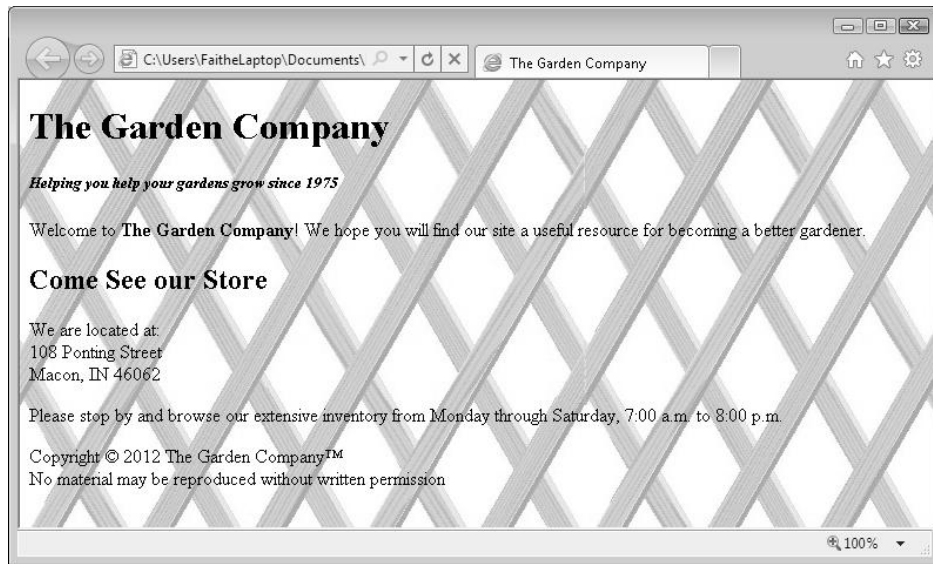 C:\Users\FaitheLaptop\Documents\
The Garden Company
The Garden Company
Helping you help your gardens grow since 1975
Welcome to The Garden Company! We hope you will find our site a useful resource for becoming a better gardener.
Come See our Store
We are located at:
108 Ponting Street
Macon, IN 46062
Please stop by and browse our extensive inventory from Monday through Saturday, 7:00 a.m. to 8:00 p.m.
Copyright © 2012 The Garden Company™
No material may be reproduced without written permission
100%